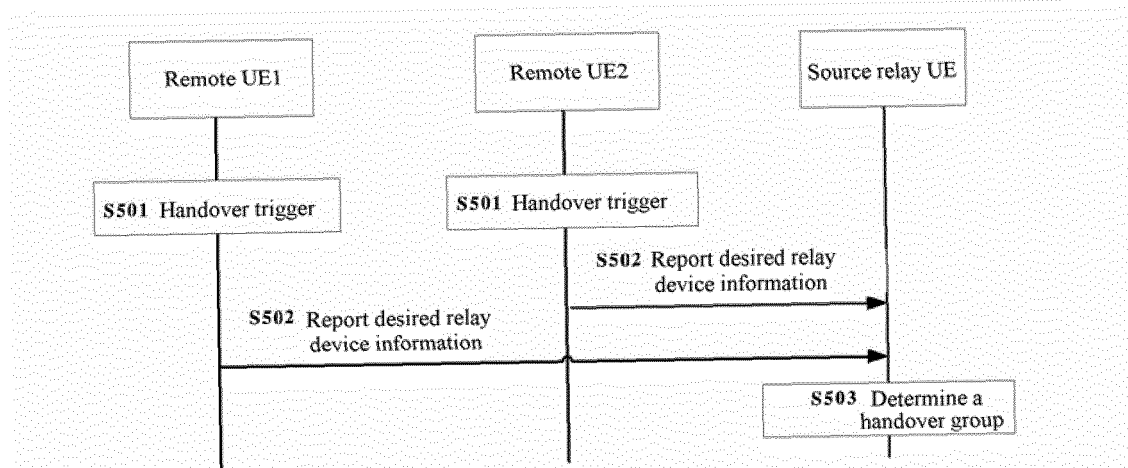 Remote UE1
Remote UE2
Source relay UE
S501 Handover trigger
S501 Handover trigger
S502 Report desired relay
device information
S502 Report desired relay
device information
S503 Determine a
handover group